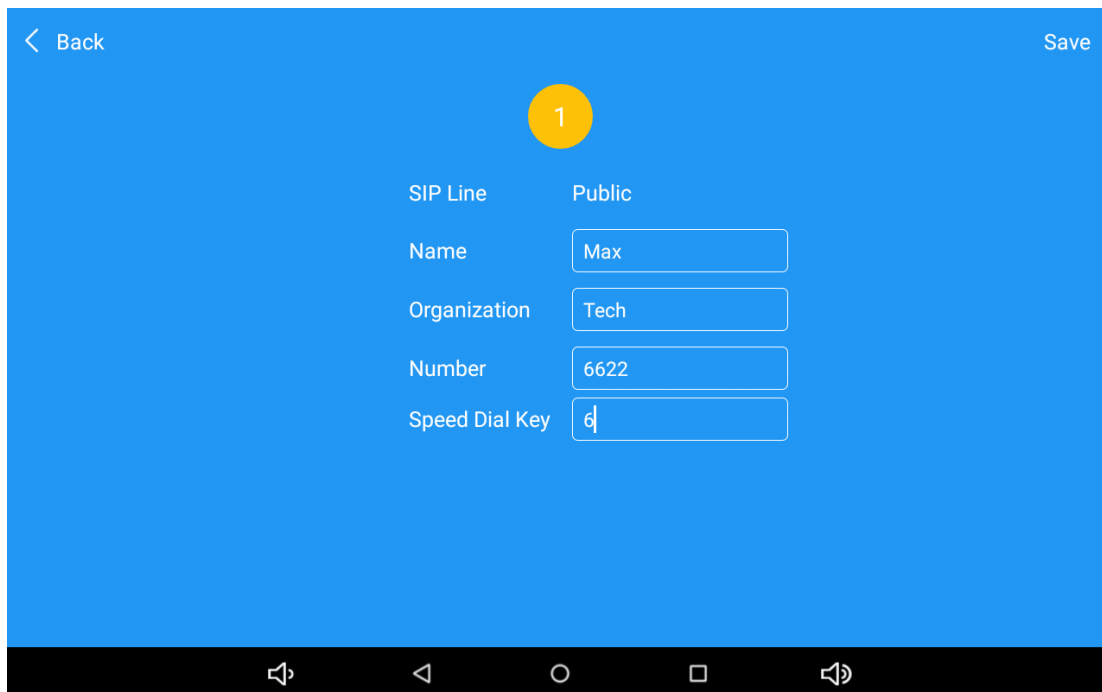 Back
Save
1
SIP Line Public
Name Max
Organization Tech
Number 6622
Speed Dial Key 6